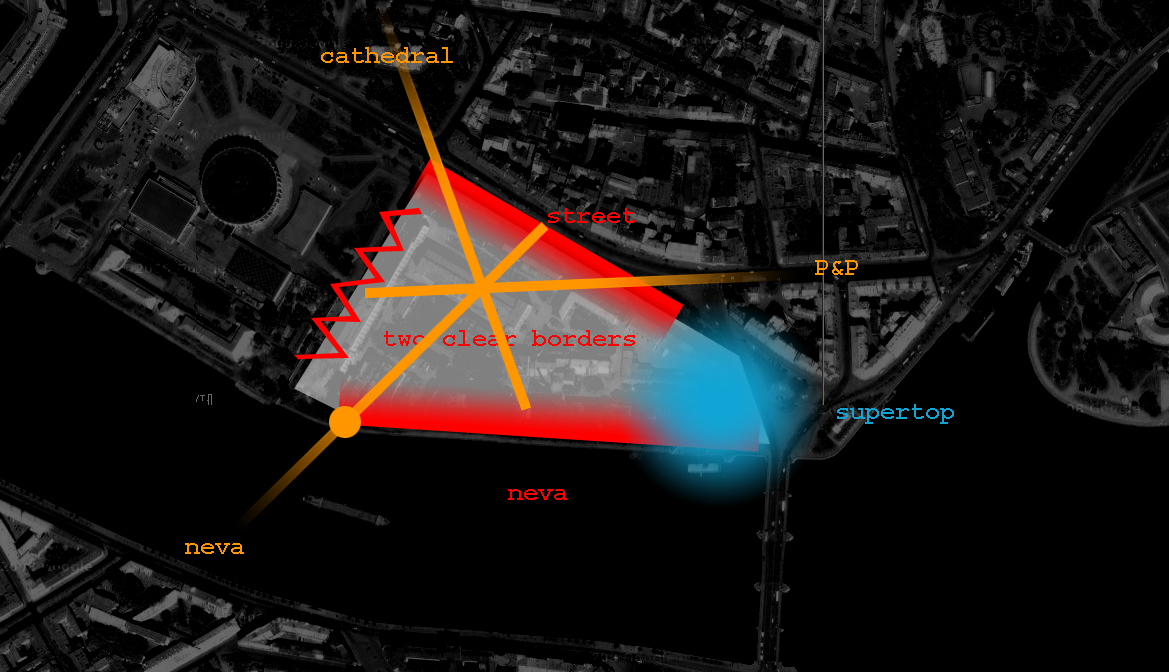 cathedral
street
P&P
two clear borders
supertop
neva
neva